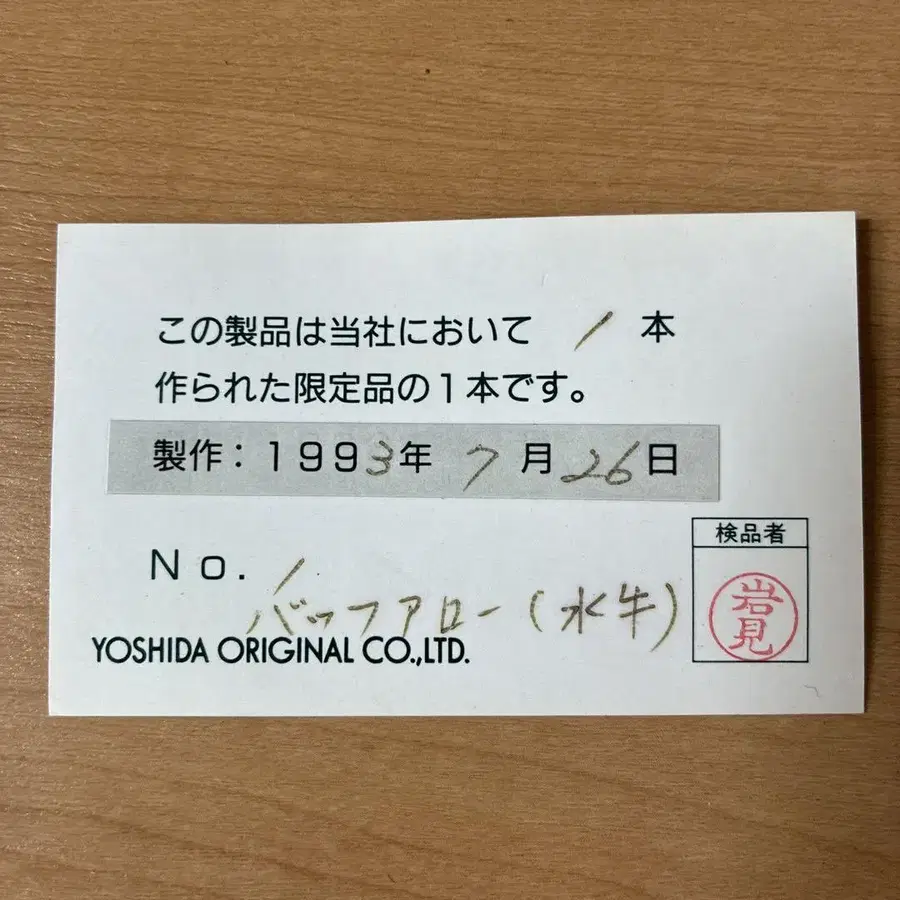 この製品は当社において 1 本
作られた限定品の1本です。
製作：1993年 7月26日
No. 1
バッファロー(水牛)
YOSHIDA ORIGINAL CO.,LTD.
検品者
岩見